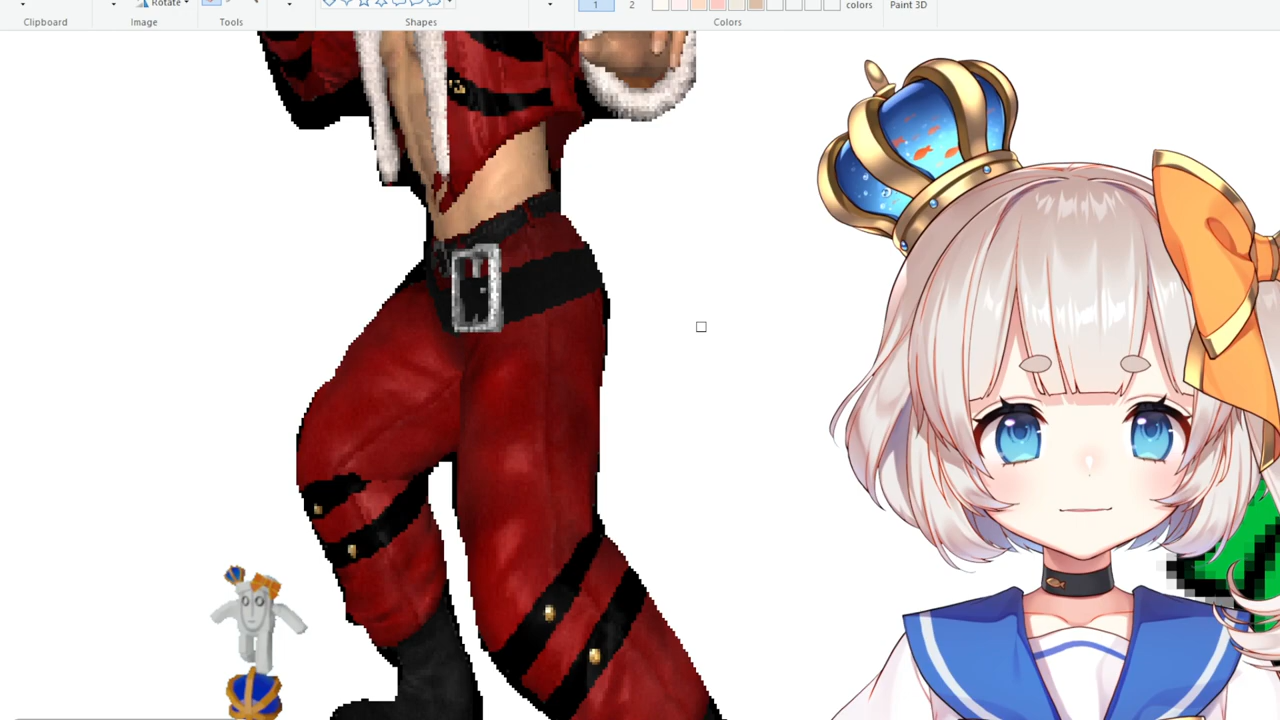 Rotate
1
2
colors
Paint 3D
Clipboard
Image
Tools
Shapes
Colors